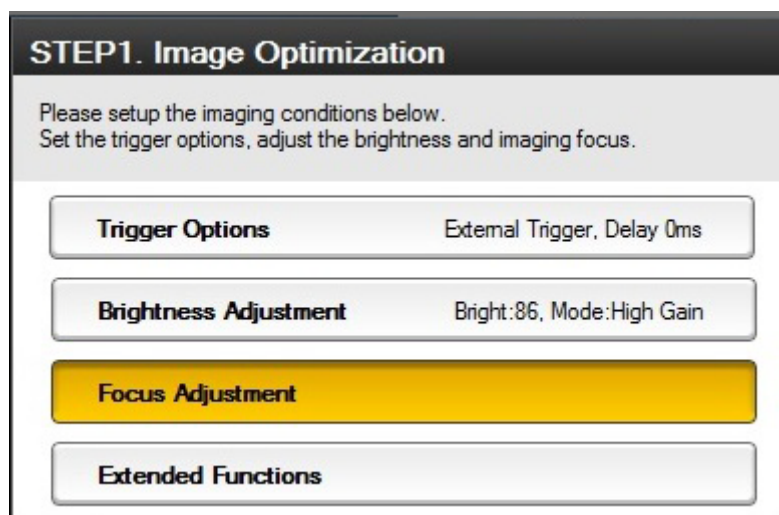 STEP1. Image Optimization
Please setup the imaging conditions below.
Set the trigger options, adjust the brightness and imaging focus.
Trigger Options External Trigger, Delay 0ms
Brightness Adjustment Bright:86, Mode:High Gain
Focus Adjustment
Extended Functions